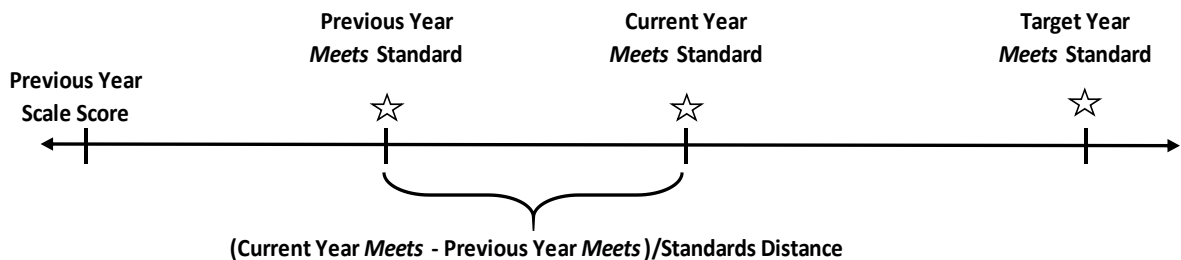 Previous Year
Meets Standard
Current Year
Meets Standard
Target Year
Meets Standard
Previous Year
Scale Score
(Current Year Meets - Previous Year Meets)/Standards Distance